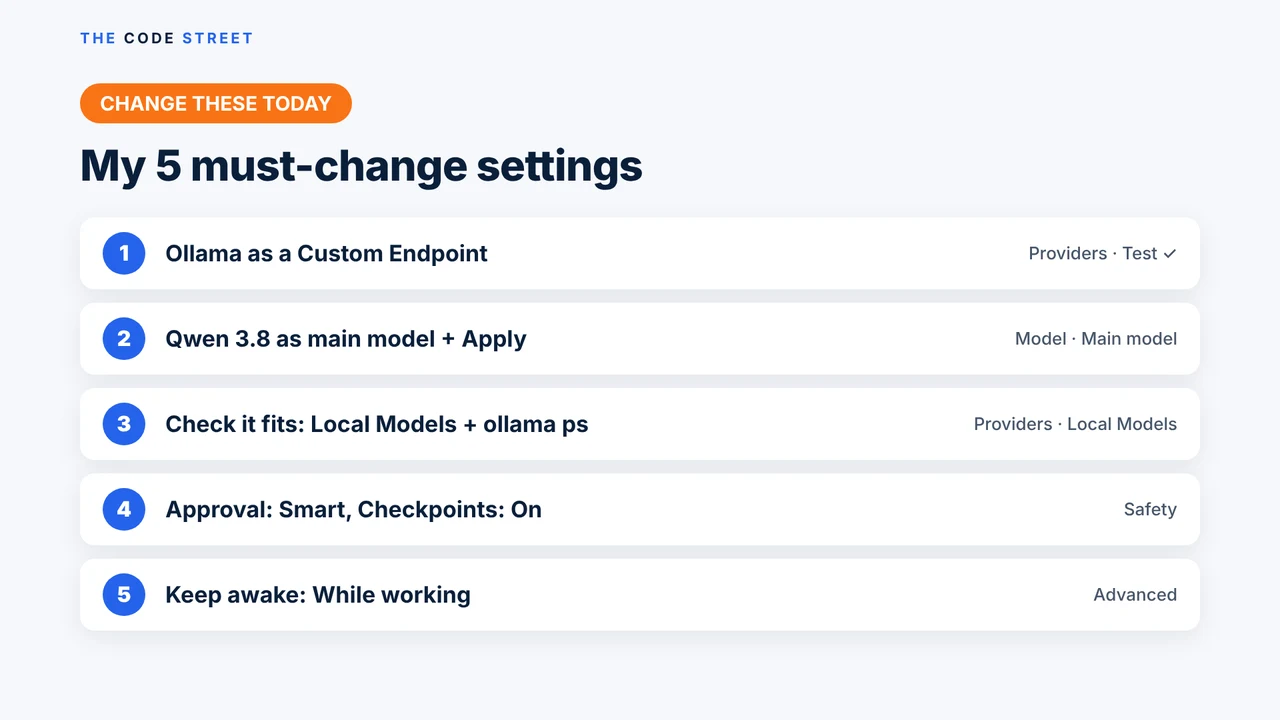 THE CODE STREET
CHANGE THESE TODAY
My 5 must-change settings
1 Ollama as a Custom Endpoint Providers · Test ✓
2 Qwen 3.8 as main model + Apply Model · Main model
3 Check it fits: Local Models + ollama ps Providers · Local Models
4 Approval: Smart, Checkpoints: On Safety
5 Keep awake: While working Advanced